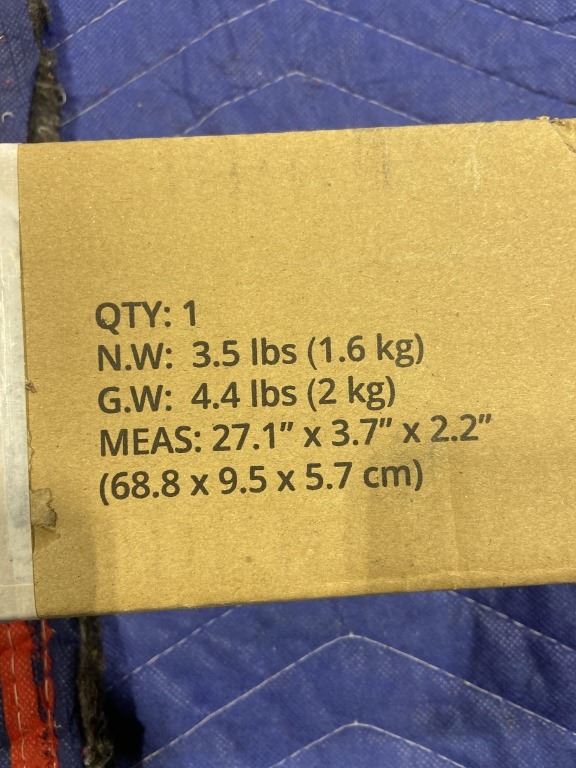 QTY: 1
N.W: 3.5 lbs (1.6 kg)
G.W: 4.4 lbs (2 kg)
MEAS: 27.1” x 3.7” x 2.2”
(68.8 x 9.5 x 5.7 cm)